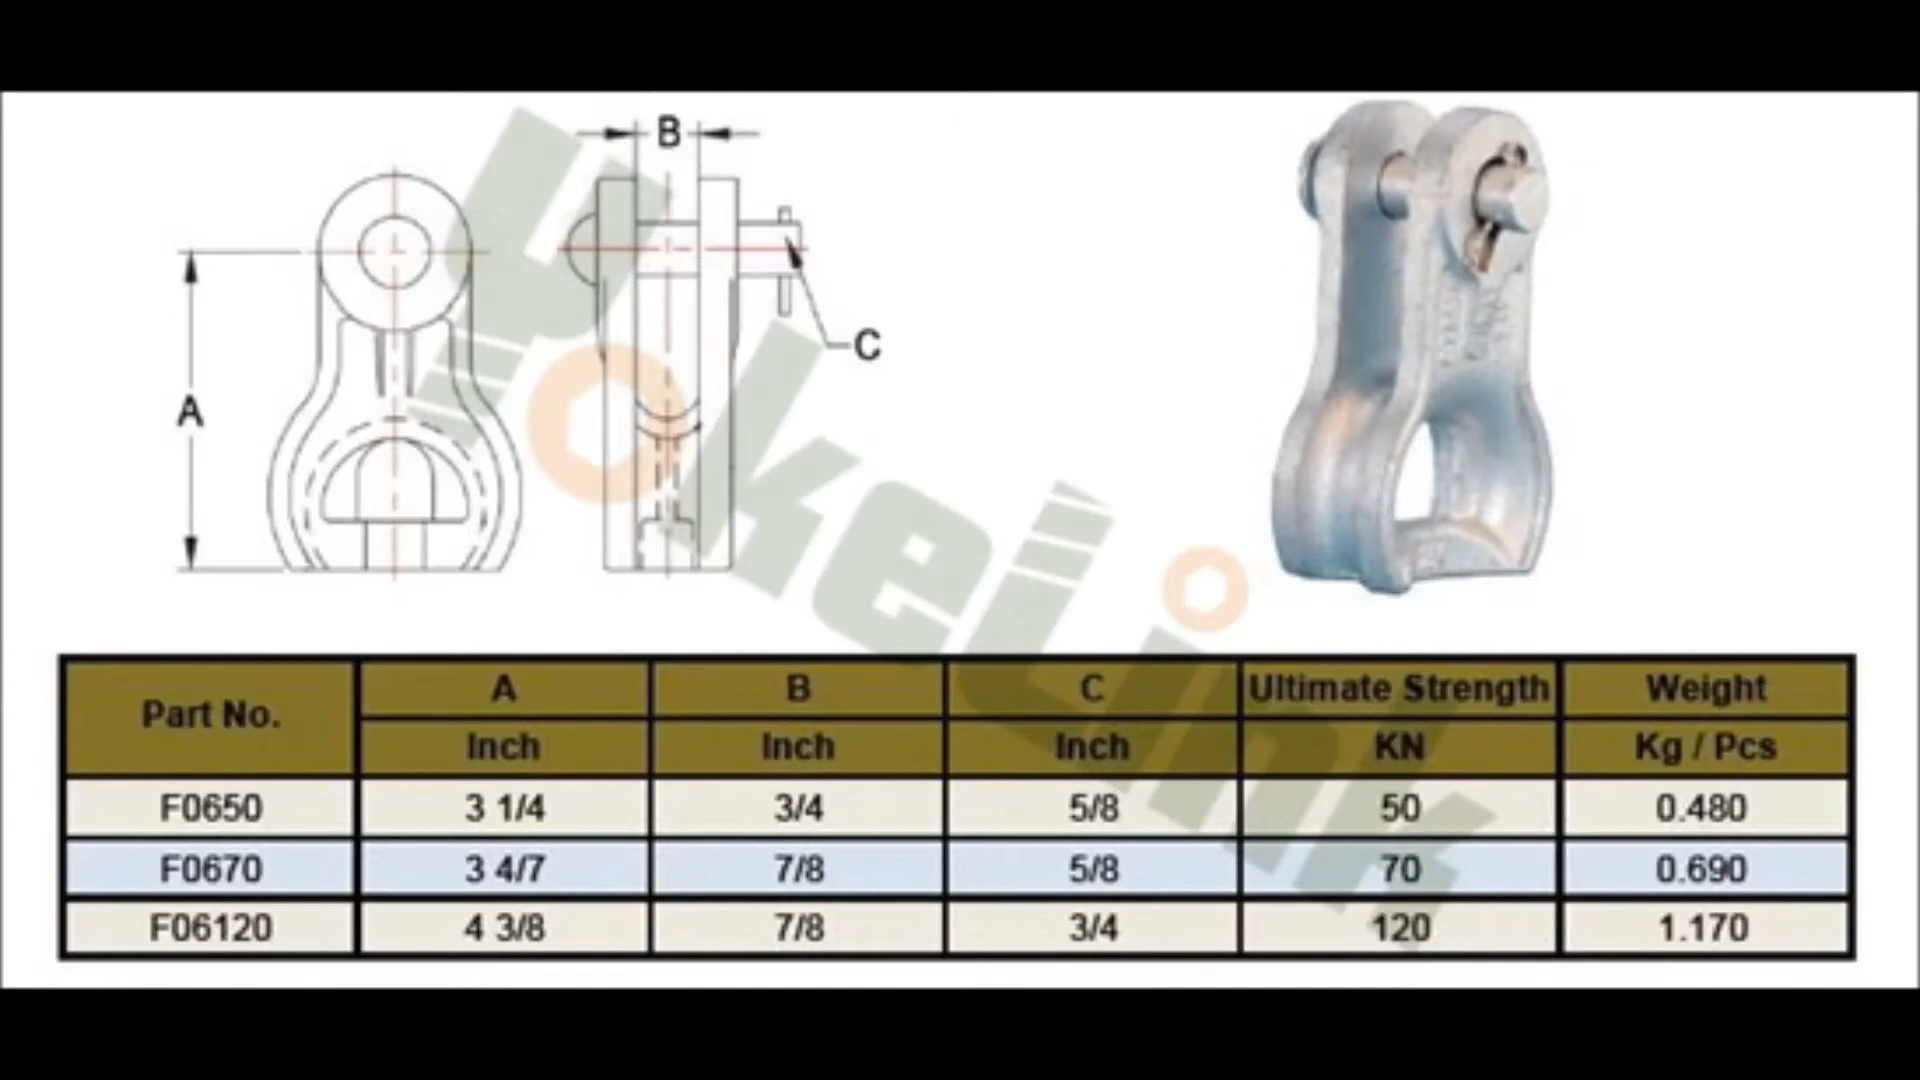 B
C
A
YokeLink
Part No. A B C Ultimate Strength Weight
Inch Inch Inch KN Kg / Pcs
F0650 3 1/4 3/4 5/8 50 0.480
F0670 3 4/7 7/8 5/8 70 0.690
F06120 4 3/8 7/8 3/4 120 1.170